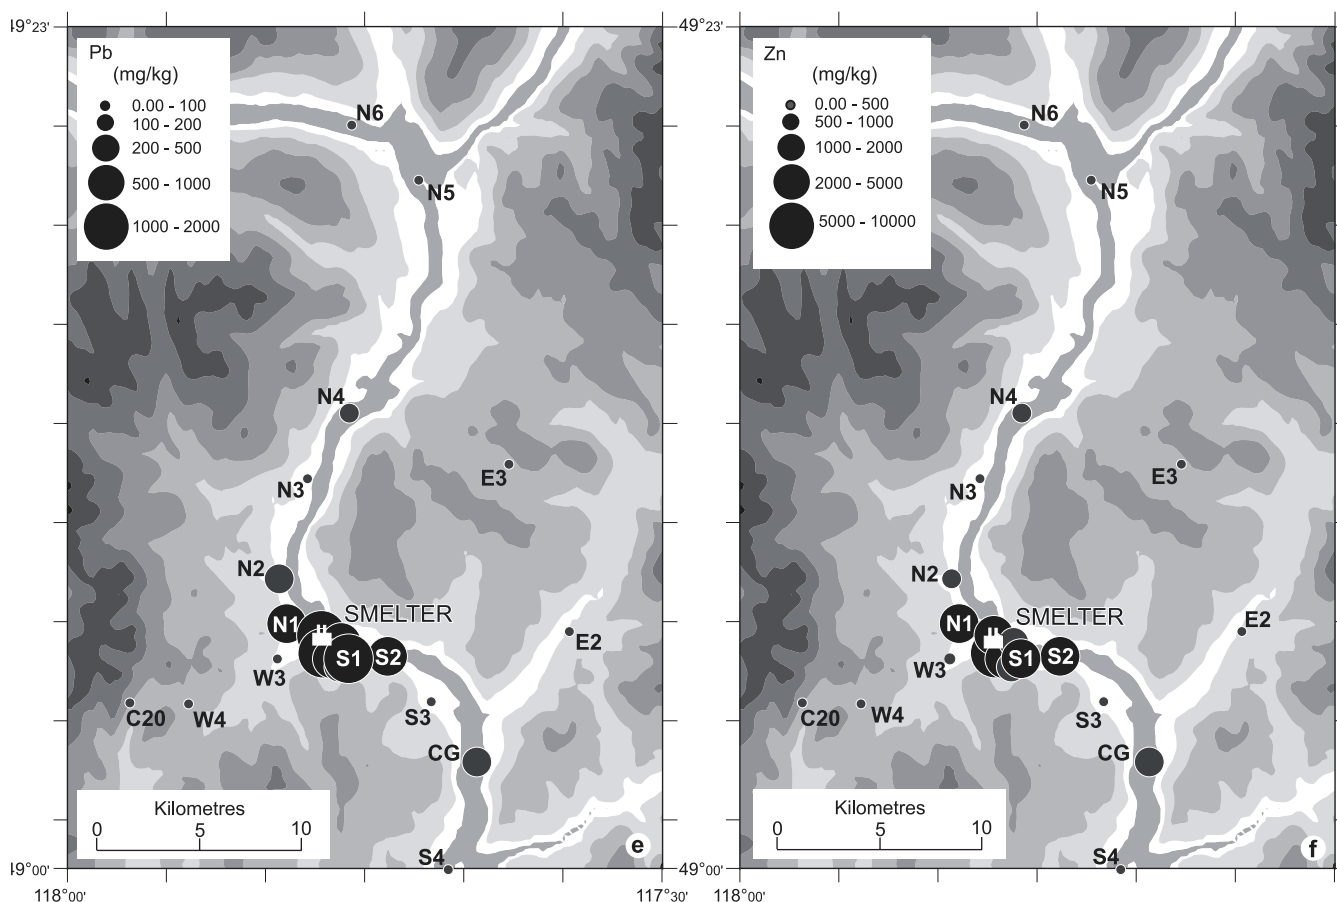 49°23'
Pb
(mg/kg)
0.00 - 100
100 - 200
200 - 500
500 - 1000
1000 - 2000
N6
N5
N4
E3
N3
N2
SMELTER
N1
S1
S2
E2
W3
C20
W4
S3
CG
Kilometres
0
5
10
S4
e
49°00'
118°00'
117°30'
49°23'
Zn
(mg/kg)
0.00 - 500
500 - 1000
1000 - 2000
2000 - 5000
5000 - 10000
N6
N5
N4
E3
N3
N2
SMELTER
N1
S1
S2
E2
W3
C20
W4
S3
CG
Kilometres
0
5
10
S4
f
49°00'
118°00'